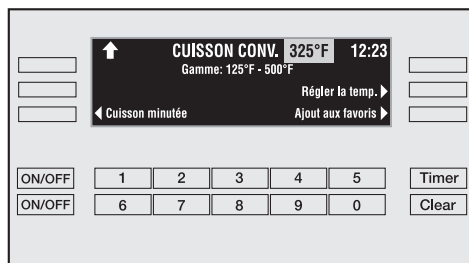 CUISSON CONV. 325°F 12:23
Gamme: 125°F - 500°F
Régler la temp.
Cuisson minutée Ajout aux favoris
ON/OFF 1 2 3 4 5 Timer
ON/OFF 6 7 8 9 0 Clear